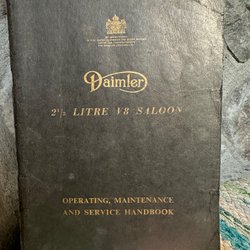 Daimler
2½ LITRE V8 SALOON
OPERATING, MAINTENANCE
AND SERVICE HANDBOOK